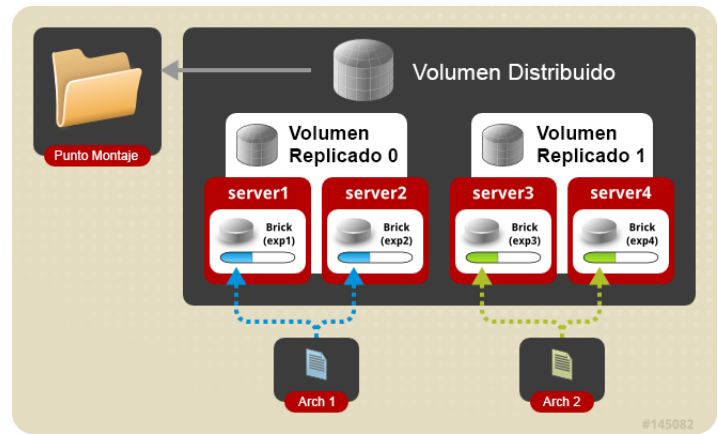 Volumen Distribuido
Punto Montaje
Volumen
Replicado 0
Volumen
Replicado 1
server1
server2
server3
server4
Brick
(exp1)
Brick
(exp2)
Brick
(exp3)
Brick
(exp4)
Arch 1
Arch 2
#145082